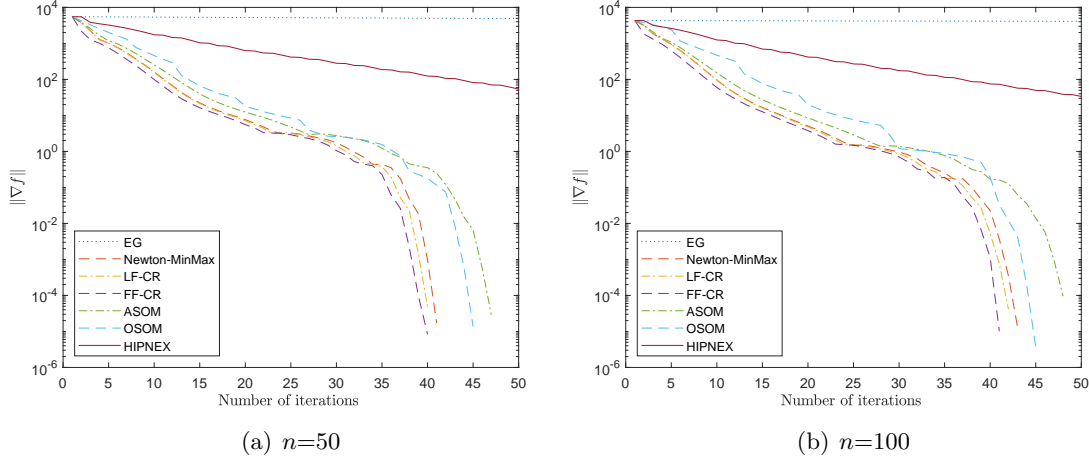 10^4
10^2
10^0
10^-2
10^-4
10^-6
‖∇f‖
EG
Newton-MinMax
LF-CR
FF-CR
ASOM
OSOM
HIPNEX
0 5 10 15 20 25 30 35 40 45 50
Number of iterations
(a) n=50
10^4
10^2
10^0
10^-2
10^-4
10^-6
‖∇f‖
EG
Newton-MinMax
LF-CR
FF-CR
ASOM
OSOM
HIPNEX
0 5 10 15 20 25 30 35 40 45 50
Number of iterations
(b) n=100